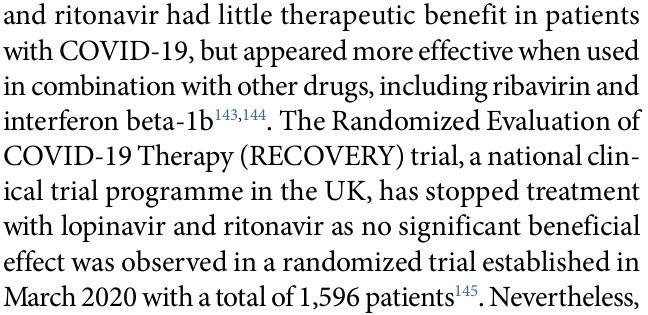 and ritonavir had little therapeutic benefit in patients
with COVID-19, but appeared more effective when used
in combination with other drugs, including ribavirin and
interferon beta-1b143,144. The Randomized Evaluation of
COVID-19 Therapy (RECOVERY) trial, a national clin-
ical trial programme in the UK, has stopped treatment
with lopinavir and ritonavir as no significant beneficial
effect was observed in a randomized trial established in
March 2020 with a total of 1,596 patients145. Nevertheless,